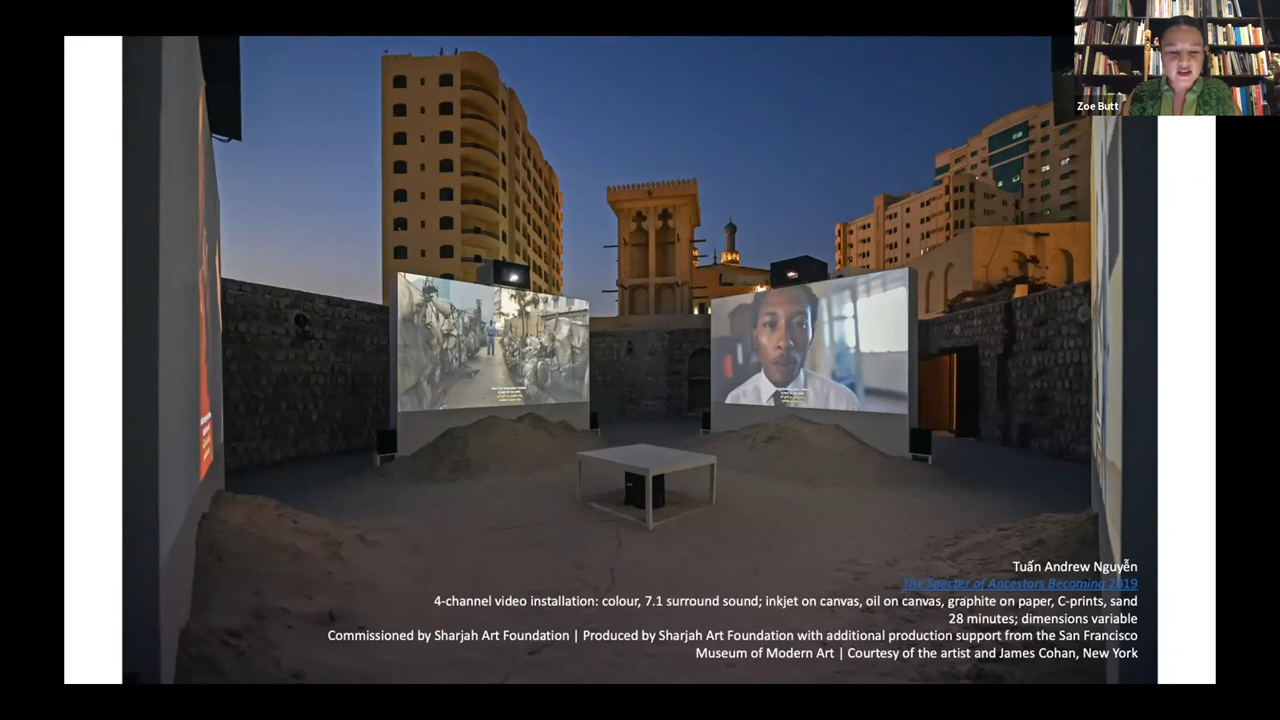 Zoe Butt
Tuấn Andrew Nguyễn
The Specter of Ancestors Becoming 2019
4-channel video installation: colour, 7.1 surround sound; inkjet on canvas, oil on canvas, graphite on paper, C-prints, sand
28 minutes; dimensions variable
Commissioned by Sharjah Art Foundation | Produced by Sharjah Art Foundation with additional production support from the San Francisco
Museum of Modern Art | Courtesy of the artist and James Cohan, New York